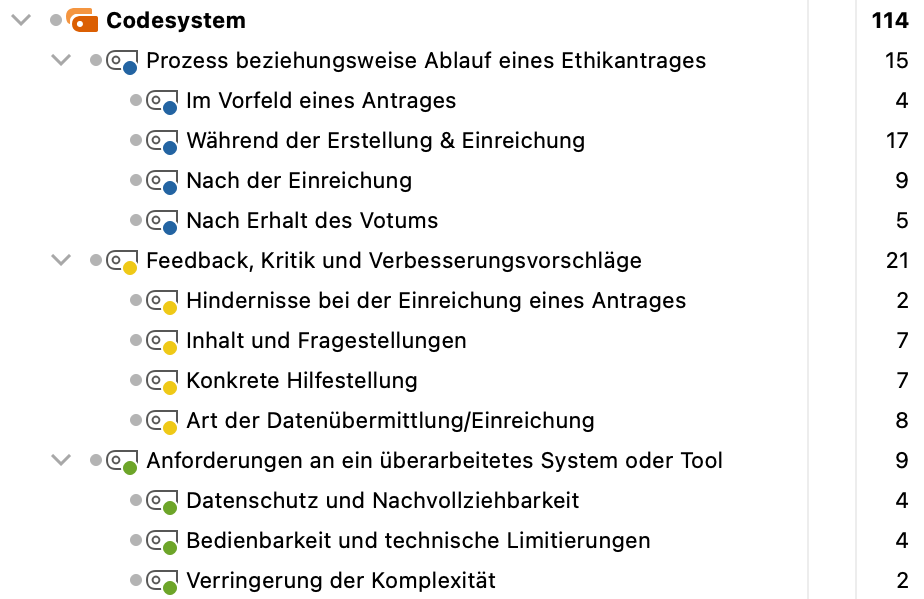 Codesystem 114
Prozess beziehungsweise Ablauf eines Ethikantrages 15
Im Vorfeld eines Antrages 4
Während der Erstellung & Einreichung 17
Nach der Einreichung 9
Nach Erhalt des Votums 5
Feedback, Kritik und Verbesserungsvorschläge 21
Hindernisse bei der Einreichung eines Antrages 2
Inhalt und Fragestellungen 7
Konkrete Hilfestellung 7
Art der Datenübermittlung/Einreichung 8
Anforderungen an ein überarbeitetes System oder Tool 9
Datenschutz und Nachvollziehbarkeit 4
Bedienbarkeit und technische Limitierungen 4
Verringerung der Komplexität 2